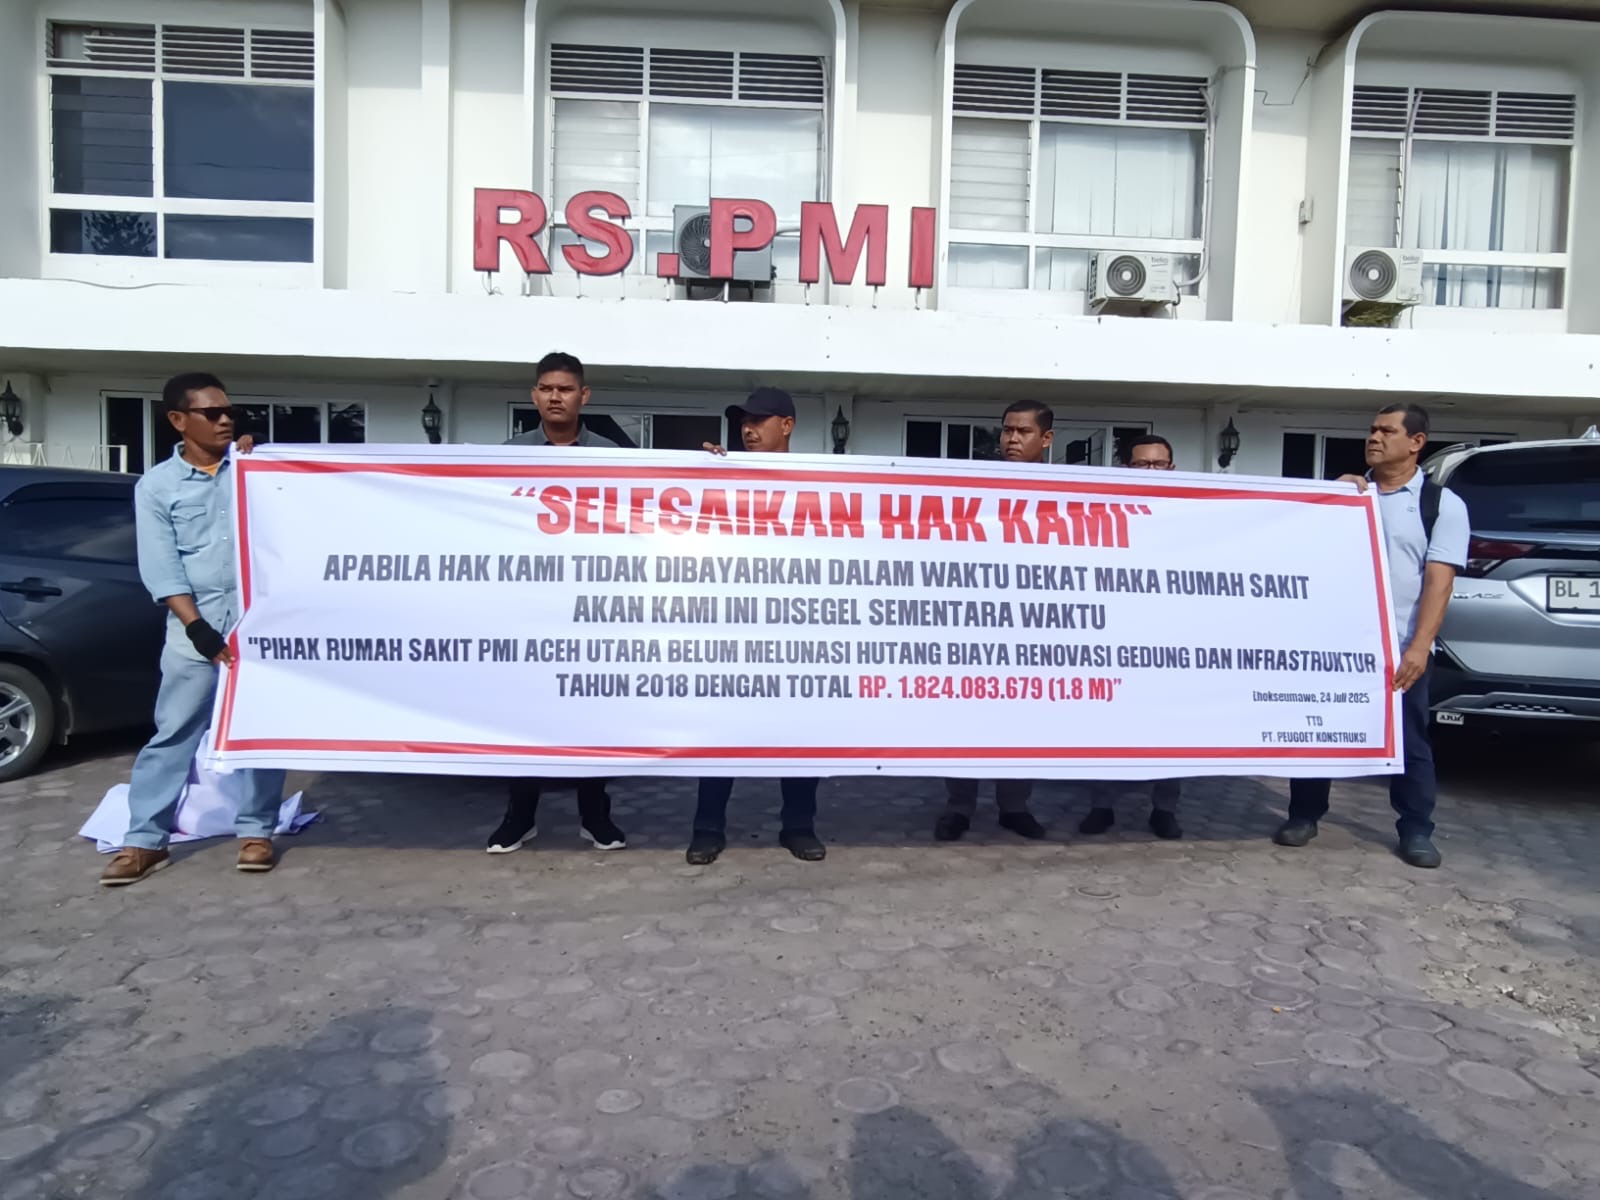 RS.PMI
"SELESAIKAN HAK KAMI"
APABILA HAK KAMI TIDAK DIBAYARKAN DALAM WAKTU DEKAT MAKA RUMAH SAKIT
AKAN KAMI INI DISEGEL SEMENTARA WAKTU
"PIHAK RUMAH SAKIT PMI ACEH UTARA BELUM MELUNASI HUTANG BIAYA RENOVASI GEDUNG DAN INFRASTRUKTUR
TAHUN 2018 DENGAN TOTAL RP. 1.824.083.679 (1.8 M)"
Lhokseumawe, 24 Juli 2025
TTD
PT. PEUGOET KONSTRUKSI
beko
beko
BL 1